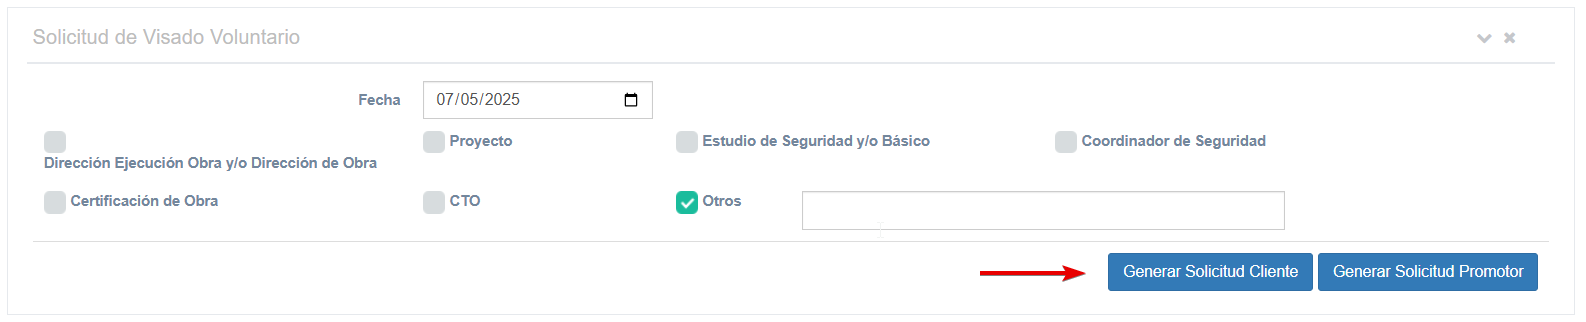 Solicitud de Visado Voluntario
Fecha 07/05/2025
Dirección Ejecución Obra y/o Dirección de Obra
Proyecto
Estudio de Seguridad y/o Básico
Coordinador de Seguridad
Certificación de Obra
CTO
Otros
Generar Solicitud Cliente
Generar Solicitud Promotor